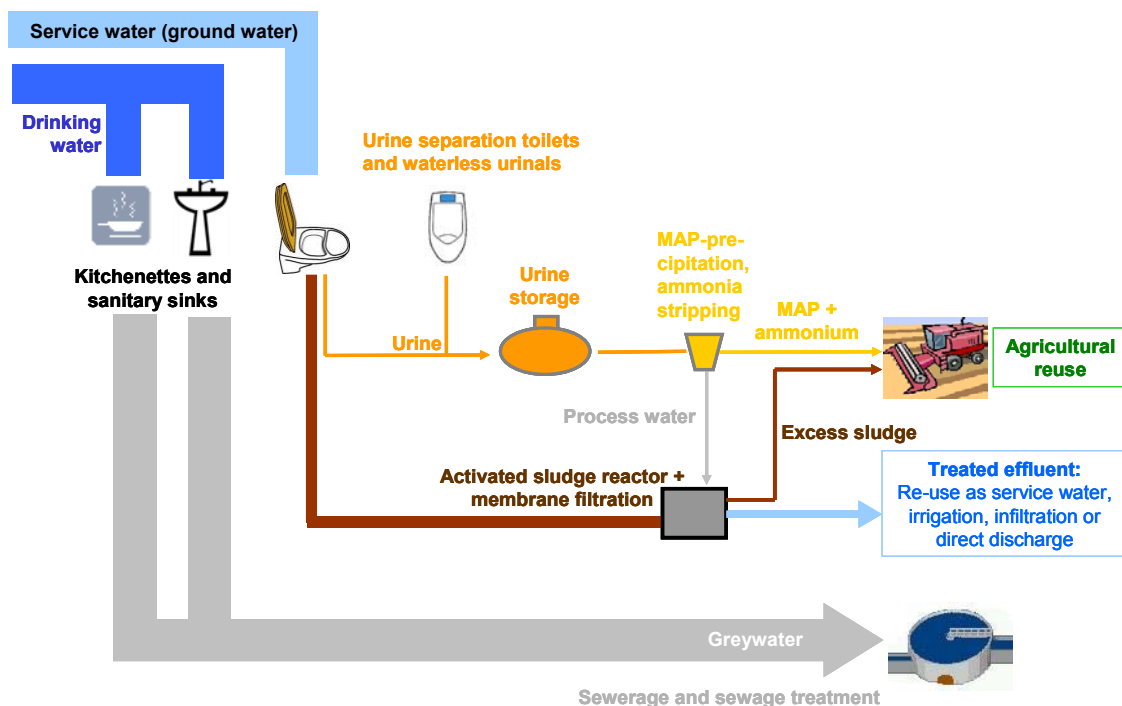 Service water (ground water)
Drinking
water
Urine separation toilets
and waterless urinals
Kitchenettes and
sanitary sinks
Urine
storage
MAP-pre-
cipitation,
ammonia
stripping
Urine
MAP +
ammonium
Agricultural
reuse
Process water
Excess sludge
Activated sludge reactor +
membrane filtration
Treated effluent:
Re-use as service water,
irrigation, infiltration or
direct discharge
Greywater
Sewerage and sewage treatment